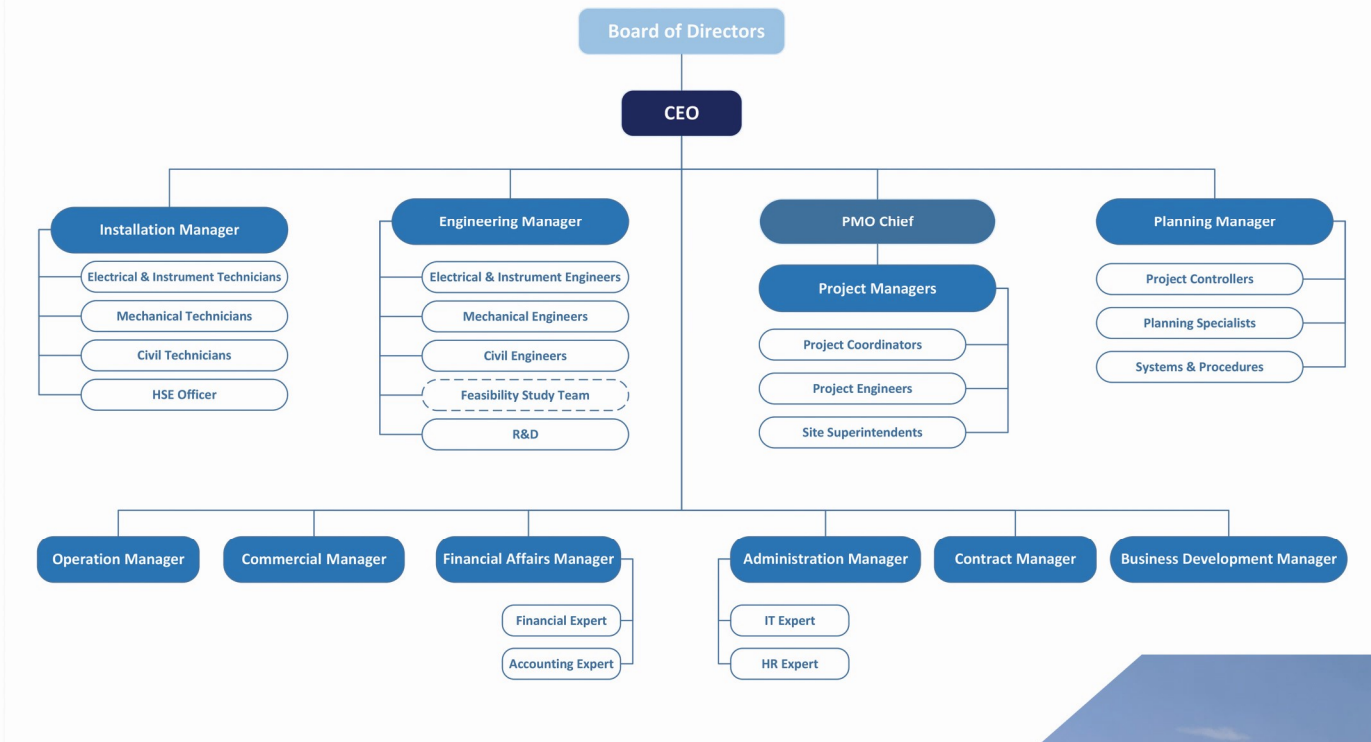 Board of Directors
CEO
Installation Manager
Electrical & Instrument Technicians
Mechanical Technicians
Civil Technicians
HSE Officer
Engineering Manager
Electrical & Instrument Engineers
Mechanical Engineers
Civil Engineers
Feasibility Study Team
R&D
PMO Chief
Project Managers
Project Coordinators
Project Engineers
Site Superintendents
Planning Manager
Project Controllers
Planning Specialists
Systems & Procedures
Operation Manager
Commercial Manager
Financial Affairs Manager
Financial Expert
Accounting Expert
Administration Manager
IT Expert
HR Expert
Contract Manager
Business Development Manager